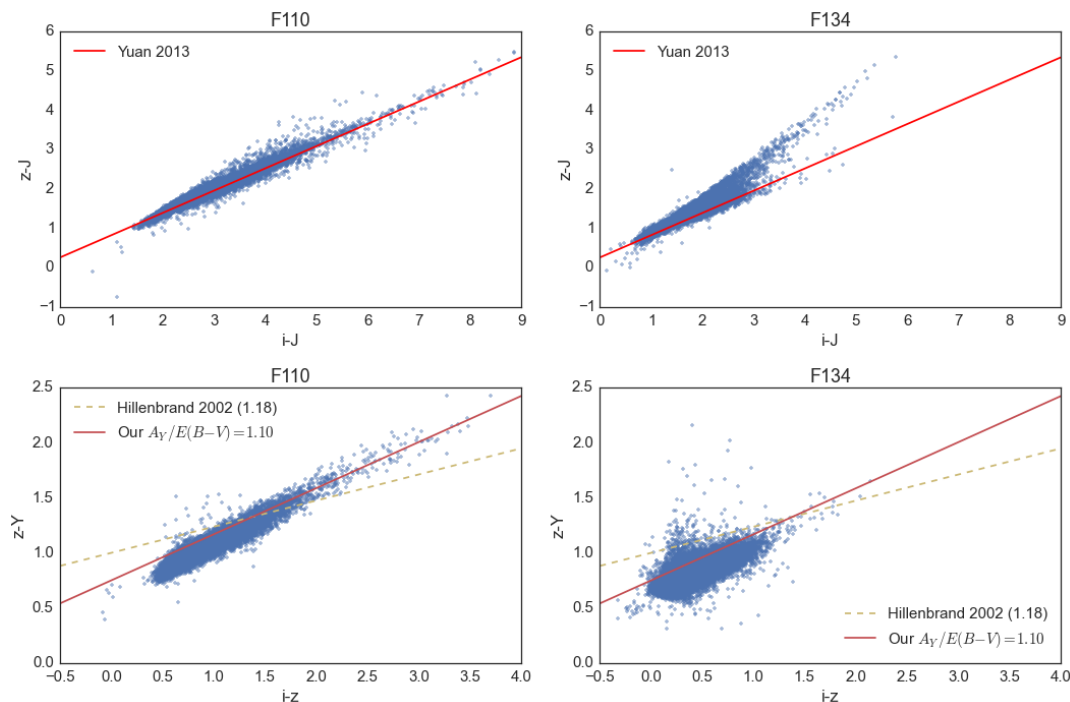 F110
6
5
4
3
2
1
0
−1
z-J
Yuan 2013
0 1 2 3 4 5 6 7 8 9
i-J
F134
6
5
4
3
2
1
0
−1
z-J
Yuan 2013
0 1 2 3 4 5 6 7 8 9
i-J
F110
2.5
2.0
1.5
1.0
0.5
0.0
z-Y
Hillenbrand 2002 (1.18)
Our A_Y/E(B−V)=1.10
−0.5 0.0 0.5 1.0 1.5 2.0 2.5 3.0 3.5 4.0
i-z
F134
2.5
2.0
1.5
1.0
0.5
0.0
z-Y
Hillenbrand 2002 (1.18)
Our A_Y/E(B−V)=1.10
−0.5 0.0 0.5 1.0 1.5 2.0 2.5 3.0 3.5 4.0
i-z